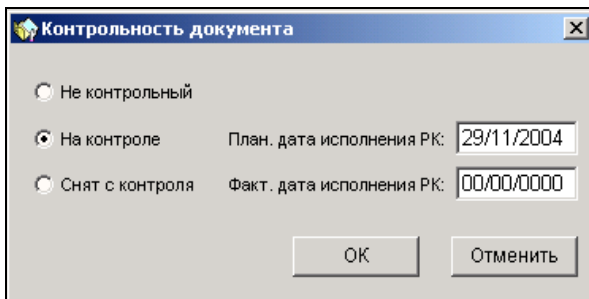 Контрольность документа
Не контрольный
На контроле План. дата исполнения РК: 29/11/2004
Снят с контроля Факт. дата исполнения РК: 00/00/0000
ОК Отменить